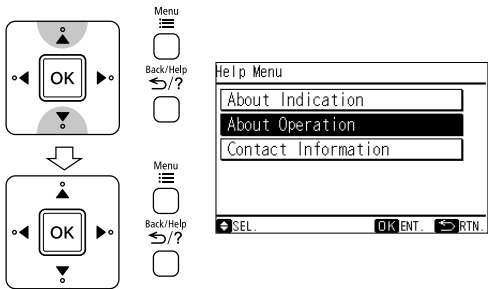 Menu
OK
Back/Help
/?
Menu
OK
Back/Help
/?
Help Menu
About Indication
About Operation
Contact Information
SEL. OK ENT. RTN.